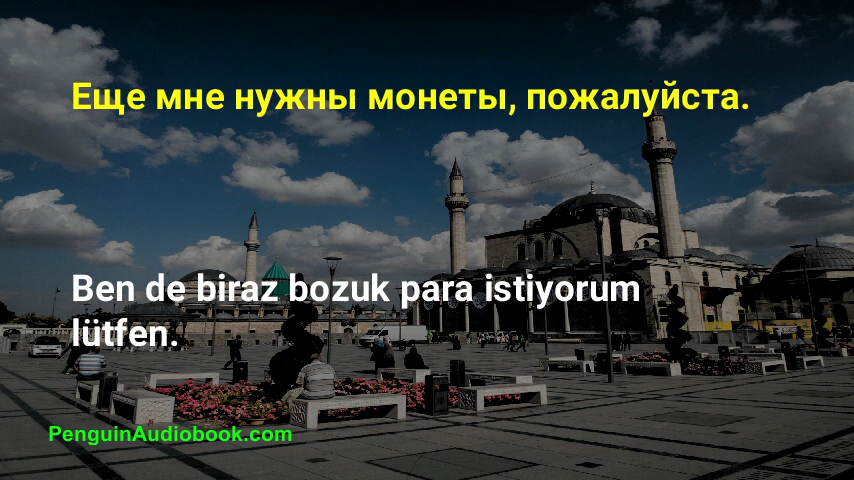 Еще мне нужны монеты, пожалуйста.
Ben de biraz bozuk para istiyorum
lütfen.
PenguinAudiobook.com